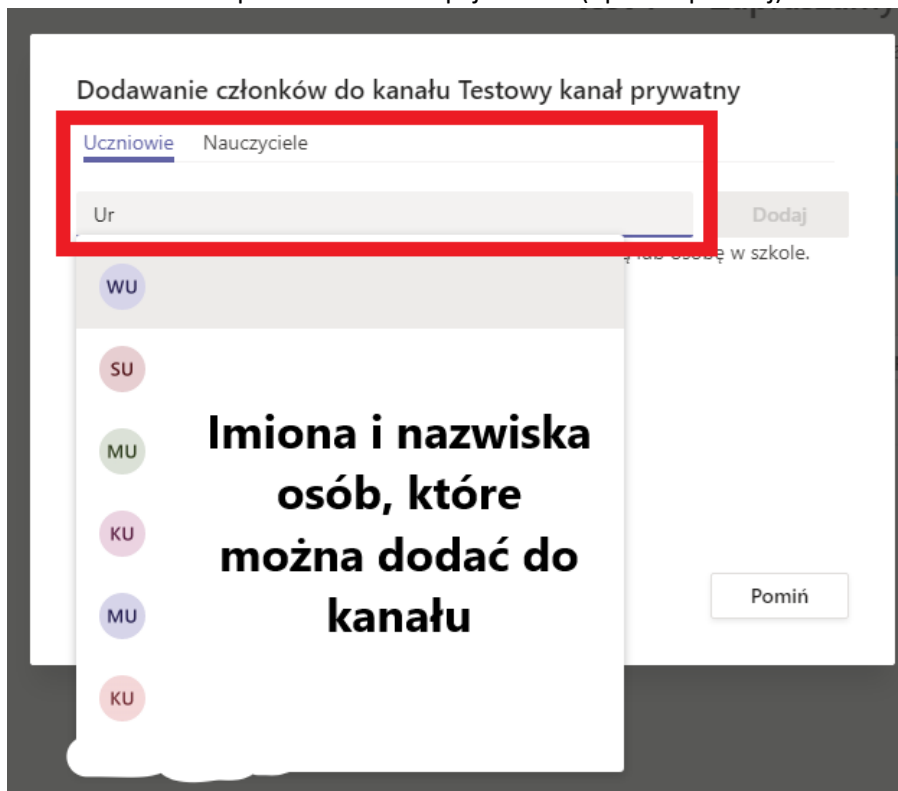 Dodawanie członków do kanału Testowy kanał prywatny
Uczniowie Nauczyciele
Ur Dodaj
lub osobę w szkole.
WU
SU
MU
KU
MU
KU
Imiona i nazwiska
osób, które
można dodać do
kanału
Pomiń